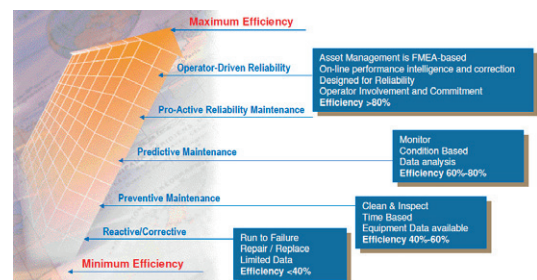 Maximum Efficiency
Operator-Driven Reliability
Asset Management is FMEA-based
On-line performance intelligence and correction
Designed for Reliability
Operator Involvement and Commitment
Efficiency >80%
Pro-Active Reliability Maintenance
Predictive Maintenance
Monitor
Condition Based
Data analysis
Efficiency 60%-80%
Preventive Maintenance
Clean & Inspect
Time Based
Equipment Data available
Efficiency 40%-60%
Reactive/Corrective
Run to Failure
Repair / Replace
Limited Data
Efficiency <40%
Minimum Efficiency